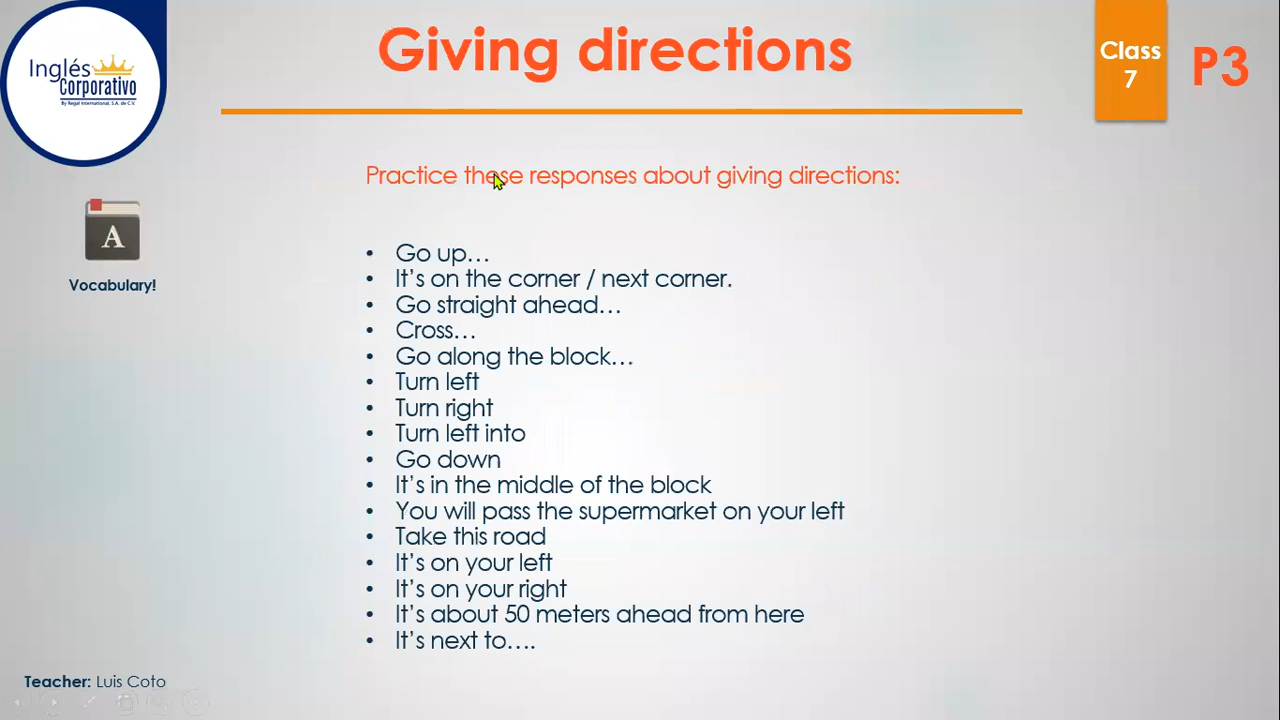 Inglés
Corporativo
By Regal International, S.A. de C.V.
Giving directions
Class
7
P3
Practice these responses about giving directions:
A
Vocabulary!
• Go up…
• It’s on the corner / next corner.
• Go straight ahead…
• Cross…
• Go along the block…
• Turn left
• Turn right
• Turn left into
• Go down
• It’s in the middle of the block
• You will pass the supermarket on your left
• Take this road
• It’s on your left
• It’s on your right
• It’s about 50 meters ahead from here
• It’s next to….
Teacher: Luis Coto